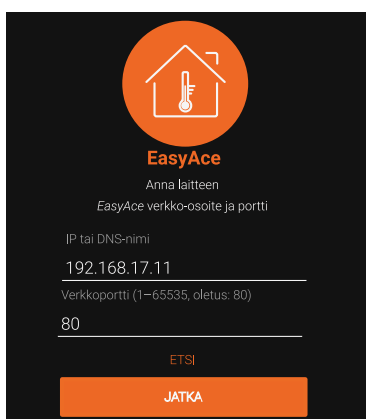 EasyAce
Anna laitteen
EasyAce verkko-osoite ja portti
IP tai DNS-nimi
192.168.17.11
Verkkoportti (1–65535, oletus: 80)
80
ETSI
JATKA